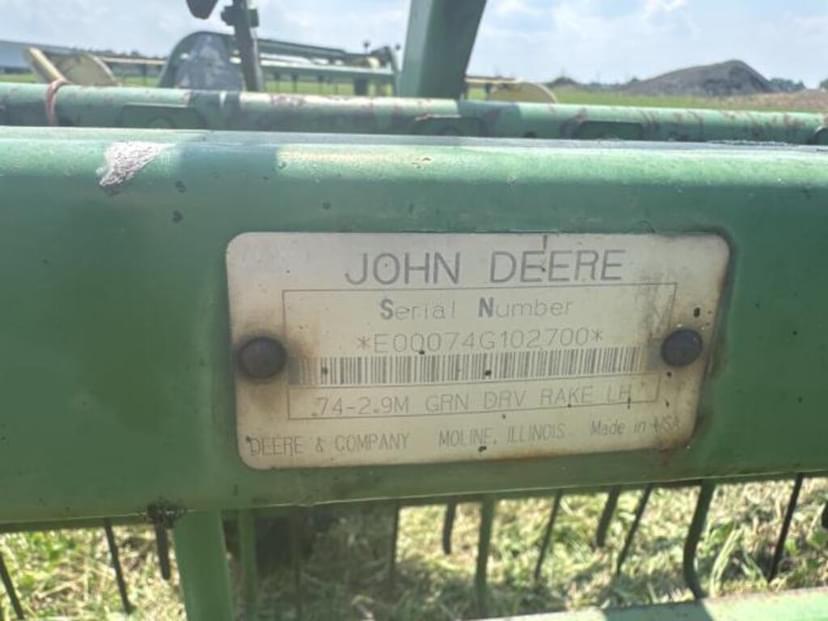 JOHN DEERE
Serial Number
*E00074G102700*
74-2.9M GRN DRV RAKE LH
DEERE & COMPANY MOLINE, ILLINOIS Made in USA